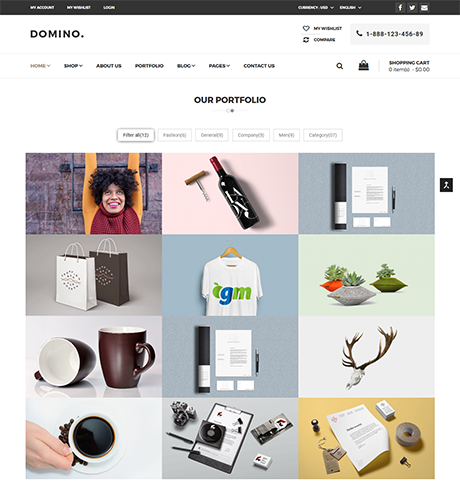 MY ACCOUNT MY WISHLIST LOGIN CURRENCY : USD ENGLISH
DOMINO.
MY WISHLIST
COMPARE
1-888-123-456-89
HOME SHOP ABOUT US PORTFOLIO BLOG PAGES CONTACT US
SHOPPING CART
0 item(s) - $0.00
OUR PORTFOLIO
Filter all(12) Fashion(6) General(9) Company(9) Men(9) Category(07)
cgm